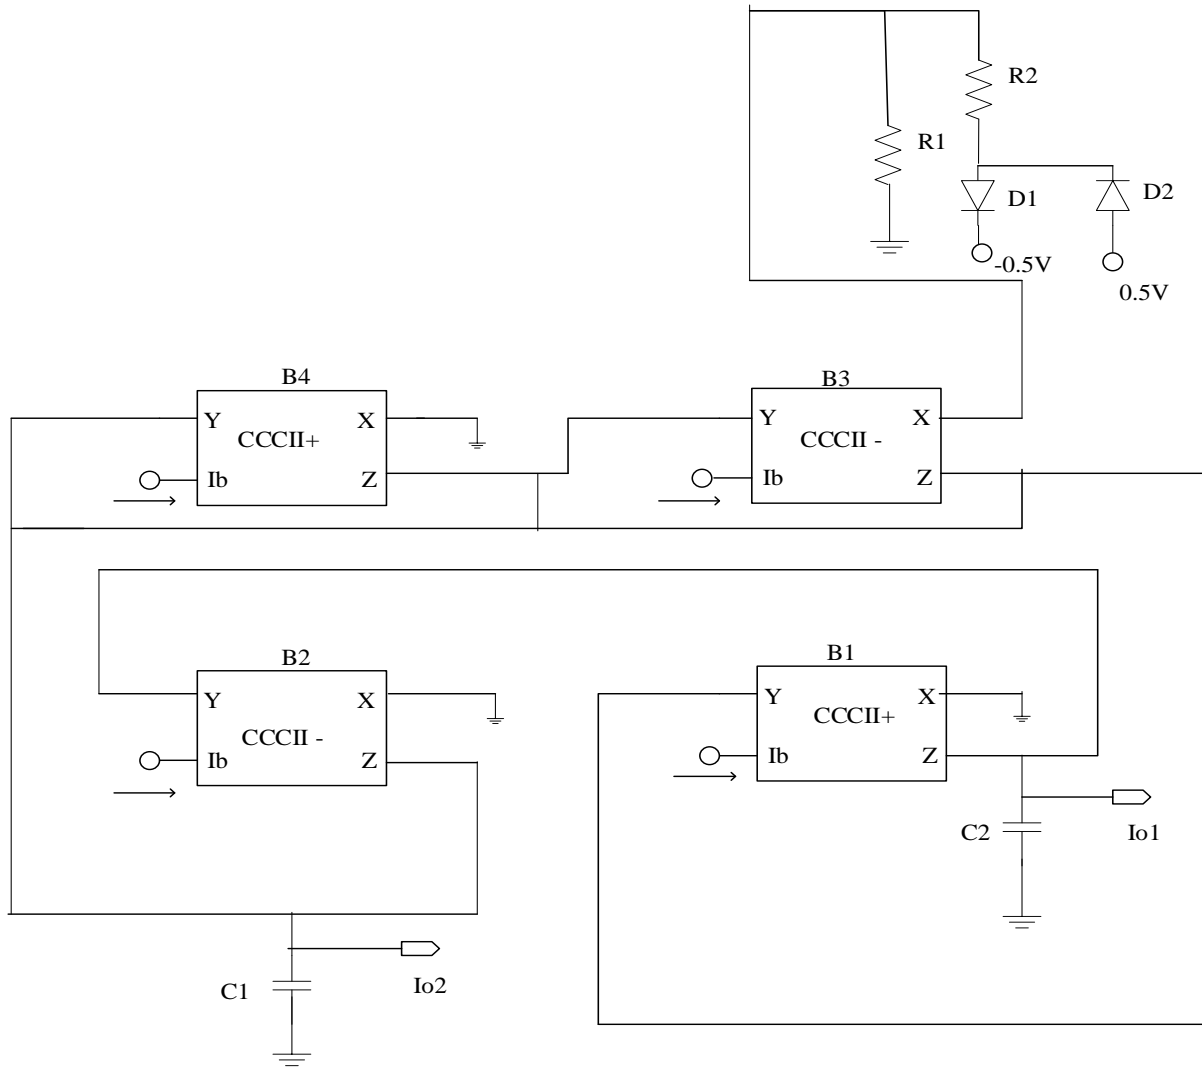 R2
R1
D1
D2
-0.5V
0.5V
B4
B3
Y
X
Y
X
CCCII+
CCCII -
Ib
Z
Ib
Z
B2
B1
Y
X
Y
X
CCCII -
CCCII+
Ib
Z
Ib
Z
C2
Io1
C1
Io2